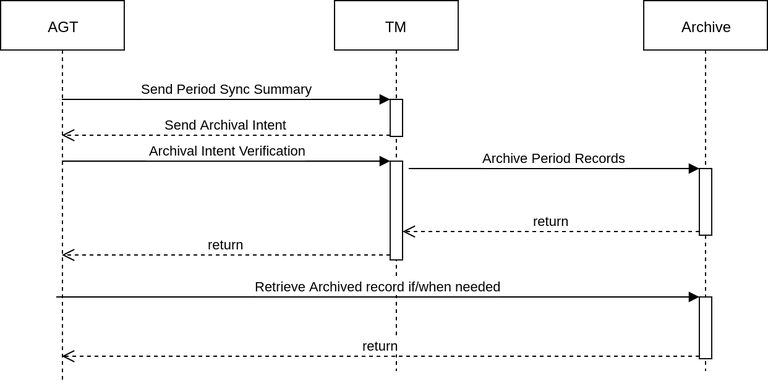 AGT
TM
Archive
Send Period Sync Summary
Send Archival Intent
Archival Intent Verification
Archive Period Records
return
return
Retrieve Archived record if/when needed
return